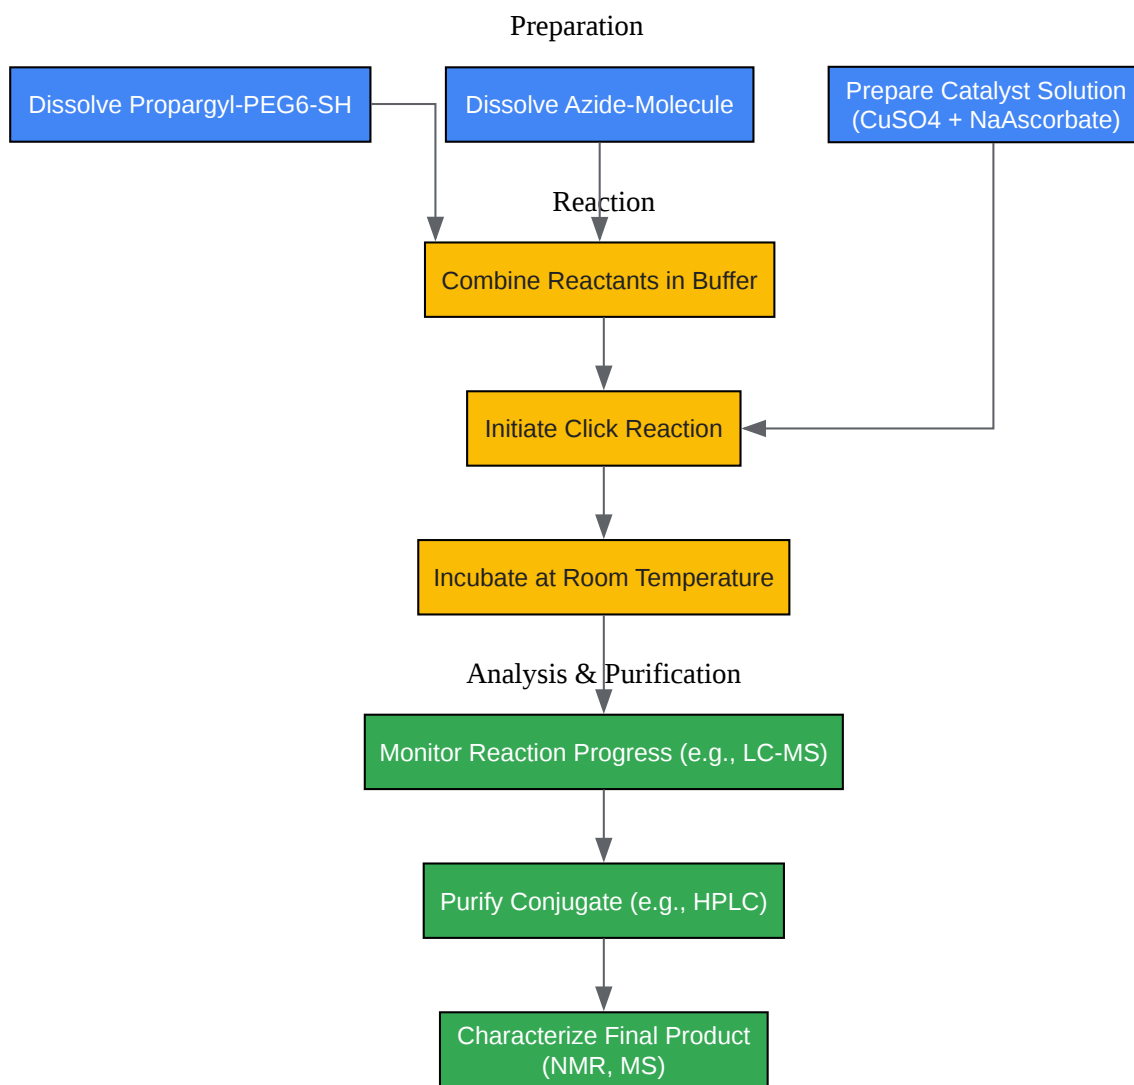 Preparation
Dissolve Propargyl-PEG6-SH
Dissolve Azide-Molecule
Prepare Catalyst Solution
(CuSO4 + NaAscorbate)
Reaction
Combine Reactants in Buffer
Initiate Click Reaction
Incubate at Room Temperature
Analysis & Purification
Monitor Reaction Progress (e.g., LC-MS)
Purify Conjugate (e.g., HPLC)
Characterize Final Product
(NMR, MS)